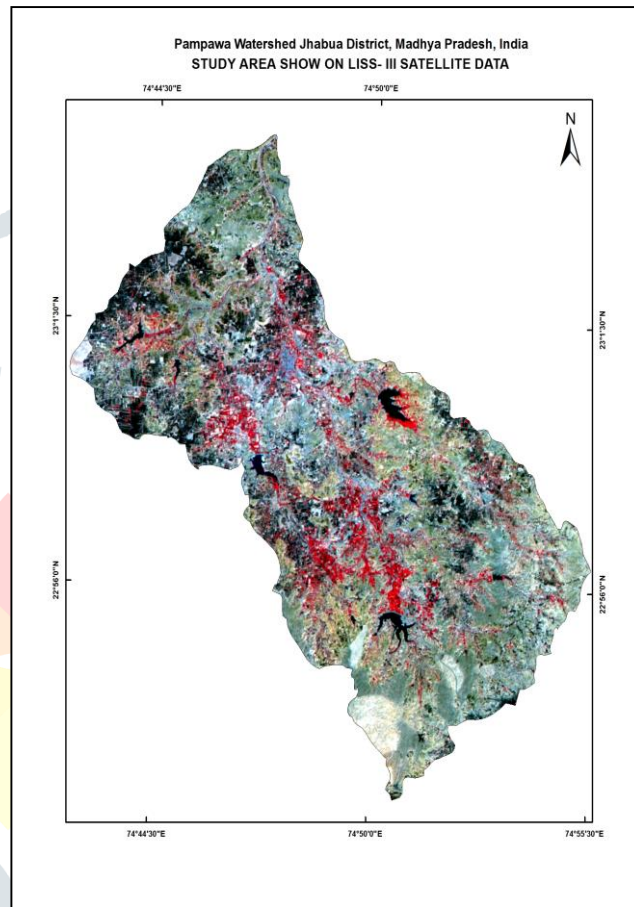 Pampawa Watershed Jhabua District, Madhya Pradesh, India
STUDY AREA SHOW ON LISS- III SATELLITE DATA
74°44'30"E 74°50'0"E
N
23°1'30"N 23°1'30"N
22°56'0"N 22°56'0"N
74°44'30"E 74°50'0"E 74°55'30"E